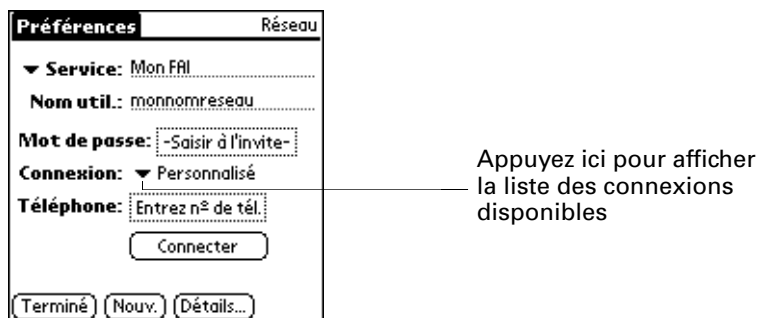 Préférences Réseau
Service: Mon FAI
Nom util.: monnomreseau
Mot de passe: -Saisir à l'invite-
Connexion: Personnalisé
Téléphone: Entrez nº de tél.
Connecter
Terminé Nouv. Détails...
Appuyez ici pour afficher
la liste des connexions
disponibles